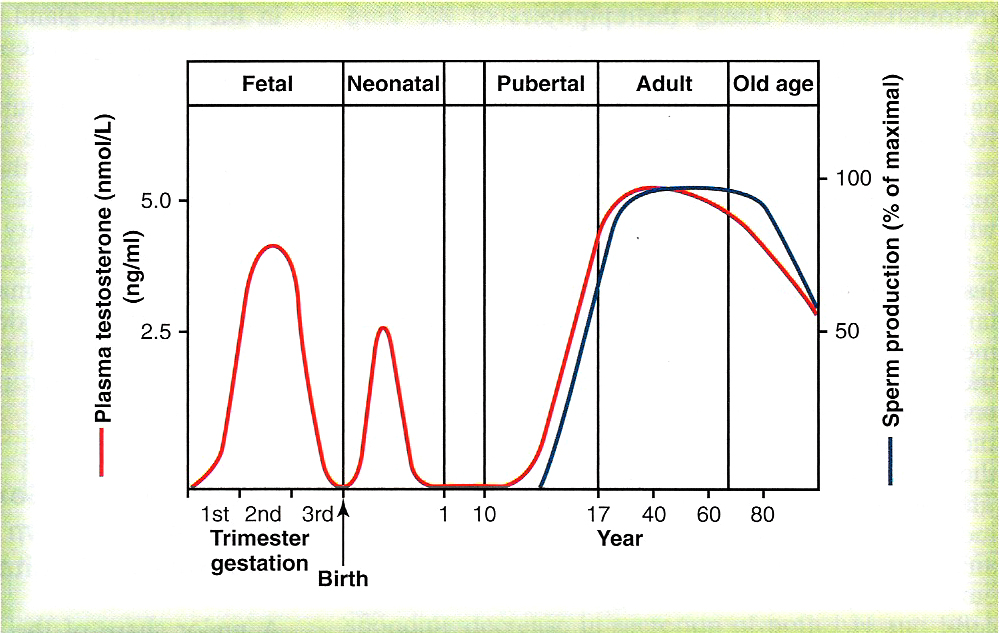 Fetal
Neonatal
Pubertal
Adult
Old age
Plasma testosterone (nmol/L)
(ng/ml)
5.0
2.5
100
50
Sperm production (% of maximal)
1st 2nd 3rd
1 10 17 40 60 80
Trimester
gestation
Birth
Year